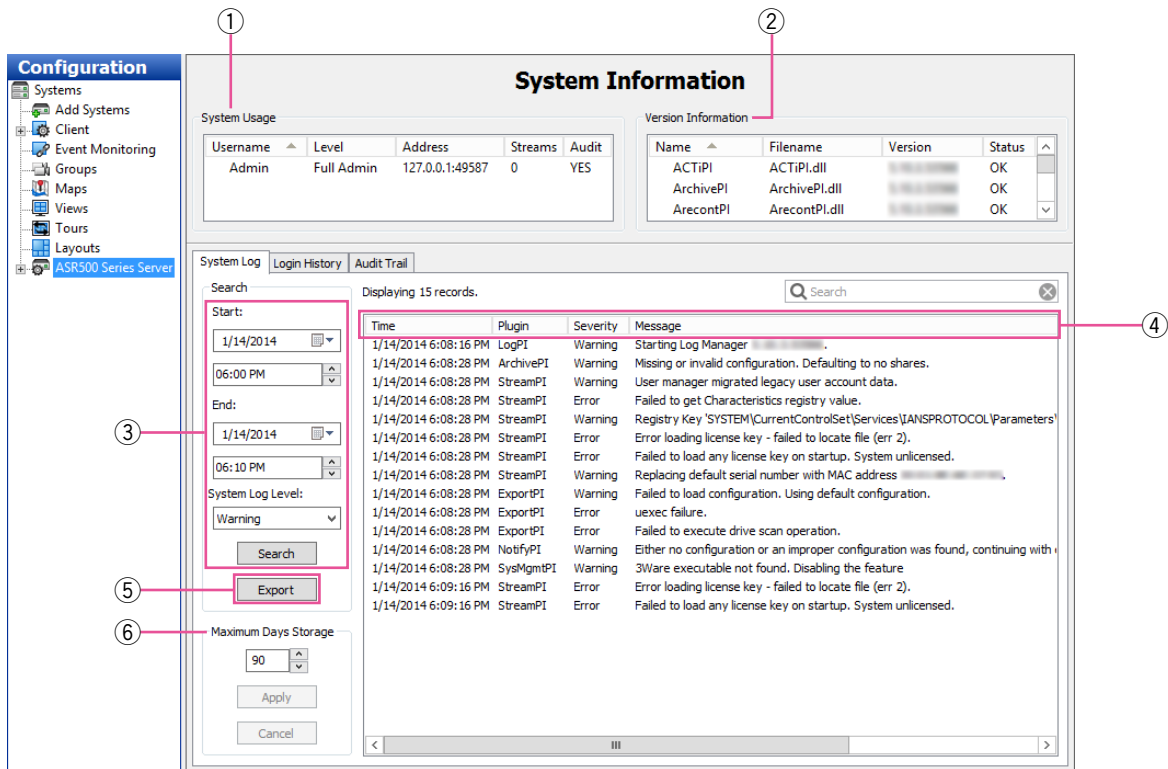 ① ②
Configuration
Systems
Add Systems
Client
Event Monitoring
Groups
Maps
Views
Tours
Layouts
ASR500 Series Server
System Information
System Usage
Username Level Address Streams Audit
Admin Full Admin 127.0.0.1:49587 0 YES
Version Information
Name Filename Version Status
ACTiPI ACTiPI.dll OK
ArchivePI ArchivePI.dll OK
ArecontPI ArecontPI.dll OK
System Log Login History Audit Trail
Search
Start:
1/14/2014
06:00 PM
End:
1/14/2014
06:10 PM
System Log Level:
Warning
Search
Export
Maximum Days Storage
90
Apply
Cancel
③
⑤
⑥
Displaying 15 records.
Search
④
Time Plugin Severity Message
1/14/2014 6:08:16 PM LogPI Warning Starting Log Manager .
1/14/2014 6:08:28 PM ArchivePI Warning Missing or invalid configuration. Defaulting to no shares.
1/14/2014 6:08:28 PM StreamPI Warning User manager migrated legacy user account data.
1/14/2014 6:08:28 PM StreamPI Error Failed to get Characteristics registry value.
1/14/2014 6:08:28 PM StreamPI Warning Registry Key 'SYSTEM\CurrentControlSet\Services\IANSPROTOCOL\Parameters'
1/14/2014 6:08:28 PM StreamPI Error Error loading license key - failed to locate file (err 2).
1/14/2014 6:08:28 PM StreamPI Error Failed to load any license key on startup. System unlicensed.
1/14/2014 6:08:28 PM StreamPI Warning Replacing default serial number with MAC address .
1/14/2014 6:08:28 PM ExportPI Warning Failed to load configuration. Using default configuration.
1/14/2014 6:08:28 PM ExportPI Error uexec failure.
1/14/2014 6:08:28 PM ExportPI Error Failed to execute drive scan operation.
1/14/2014 6:08:28 PM NotifyPI Warning Either no configuration or an improper configuration was found, continuing with
1/14/2014 6:08:28 PM SysMgmtPI Warning 3Ware executable not found. Disabling the feature
1/14/2014 6:09:16 PM StreamPI Error Error loading license key - failed to locate file (err 2).
1/14/2014 6:09:16 PM StreamPI Error Failed to load any license key on startup. System unlicensed.